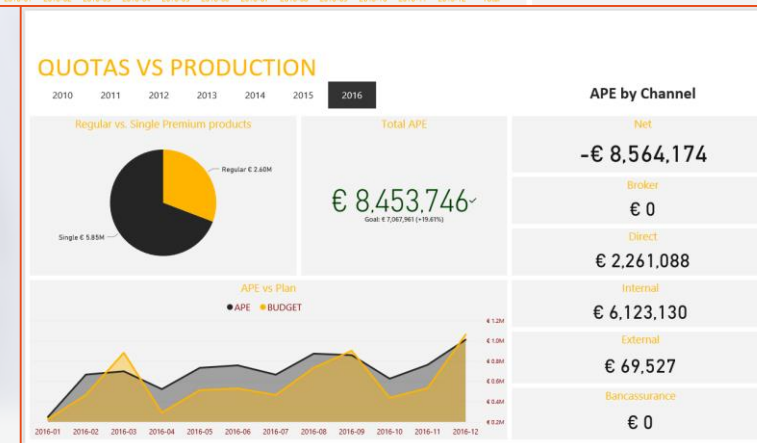 QUOTAS VS PRODUCTION
2010 2011 2012 2013 2014 2015 2016
Regular vs. Single Premium products
Regular € 2.60M
Single € 5.85M
Total APE
€ 8,453,746
Goal: € 7,067,961 (+19.61%)
APE vs Plan
APE BUDGET
€ 1.2M
€ 1.0M
€ 0.8M
€ 0.6M
€ 0.4M
€ 0.2M
2016-01 2016-02 2016-03 2016-04 2016-05 2016-06 2016-07 2016-08 2016-09 2016-10 2016-11 2016-12
APE by Channel
Net
-€ 8,564,174
Broker
€ 0
Direct
€ 2,261,088
Internal
€ 6,123,130
External
€ 69,527
Bancassurance
€ 0